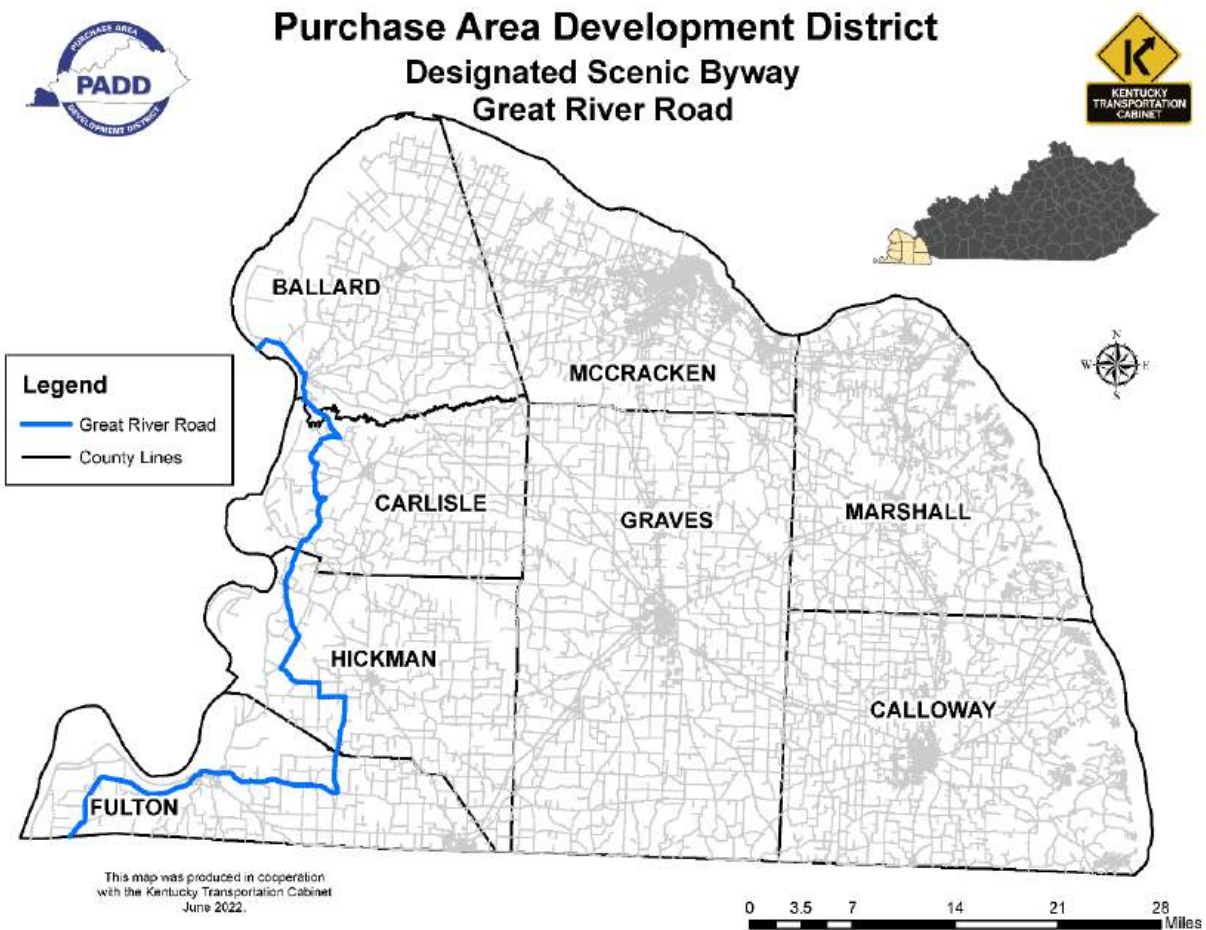 Purchase Area Development District
Designated Scenic Byway
Great River Road
PURCHASE AREA
PADD
DEVELOPMENT DISTRICT
K
KENTUCKY
TRANSPORTATION
CABINET
BALLARD
MCCRACKEN
Legend
Great River Road
County Lines
N
W
E
S
CARLISLE
GRAVES
MARSHALL
HICKMAN
CALLOWAY
FULTON
This map was produced in cooperation
with the Kentucky Transportation Cabinet
June 2022.
0 3.5 7 14 21 28
Miles